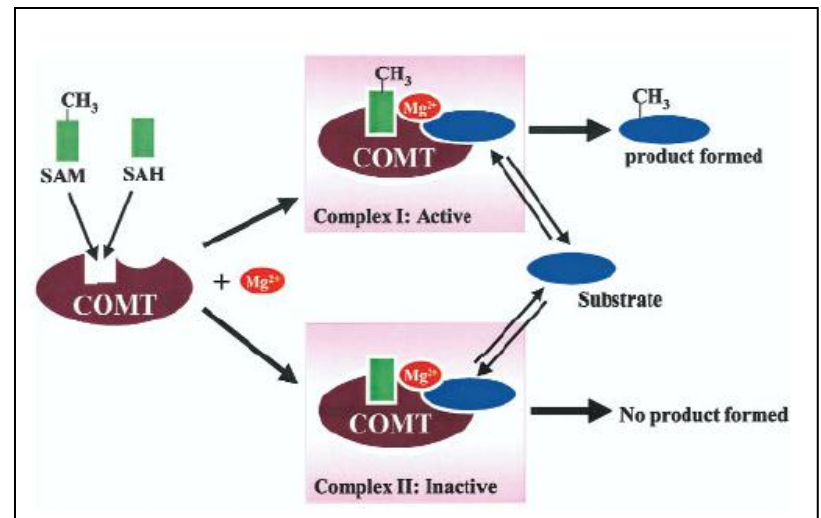 CH3
SAM
SAH
COMT
+ Mg2+
CH3
Mg2+
COMT
Complex I: Active
CH3
product formed
Substrate
Mg2+
COMT
Complex II: Inactive
No product formed